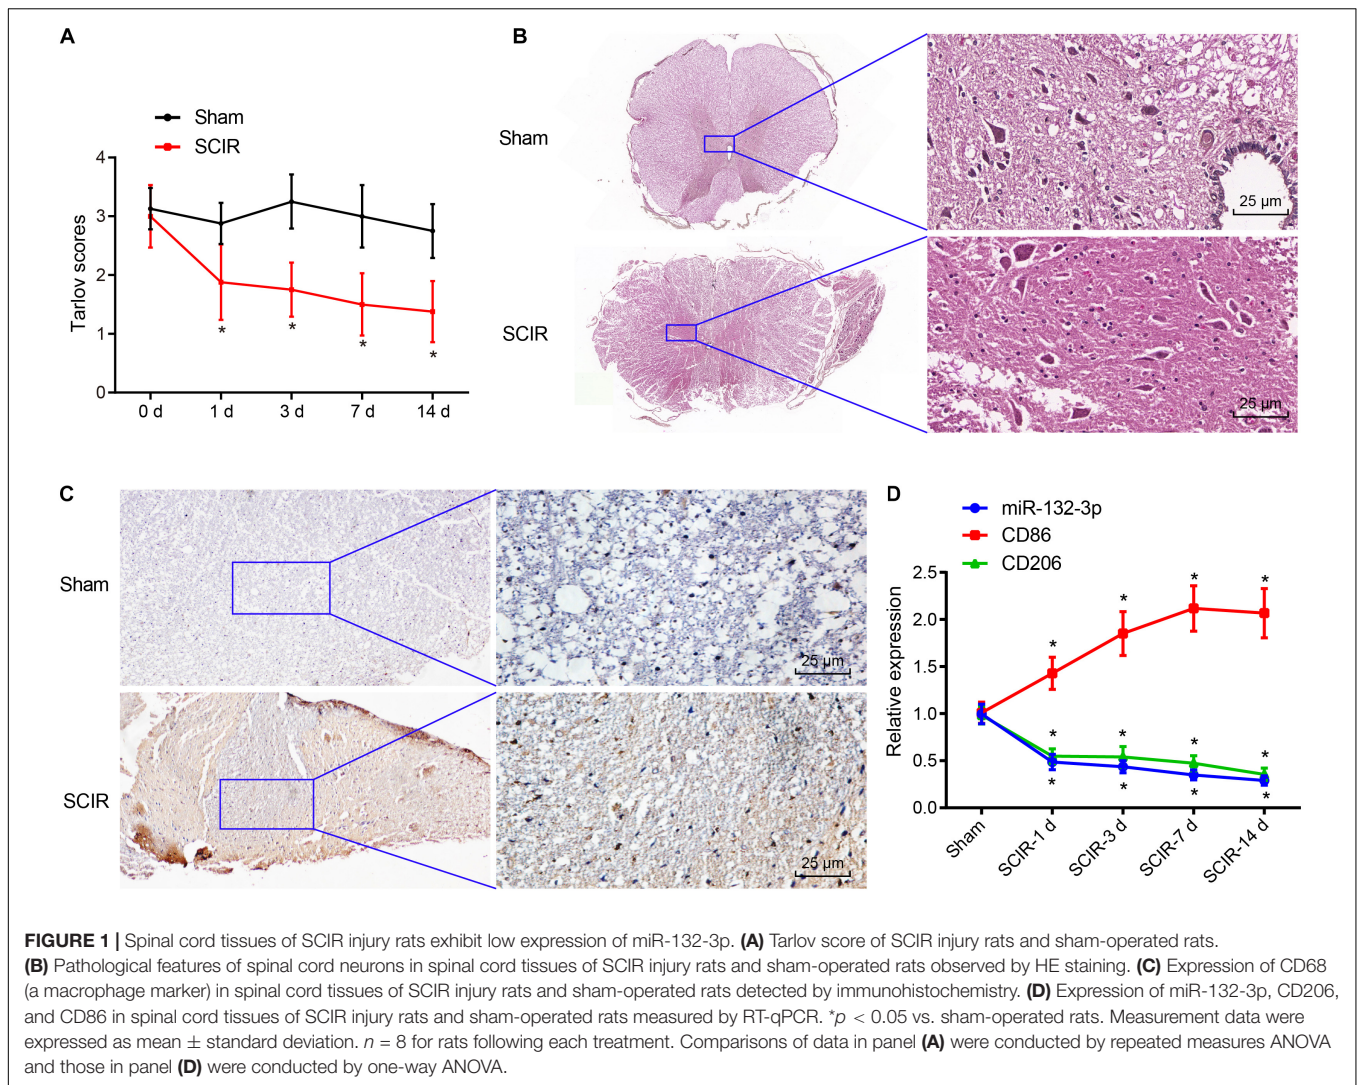 A
Sham
SCIR
Tarlov scores
4
3
2
1
0
0 d 1 d 3 d 7 d 14 d
* * * *
B
Sham
25 µm
SCIR
25 µm
C
Sham
25 µm
SCIR
25 µm
D
miR-132-3p
CD86
CD206
Relative expression
2.5
2.0
1.5
1.0
0.5
0.0
* * * *
* * * *
* * * *
Sham SCIR-1 d SCIR-3 d SCIR-7 d SCIR-14 d
FIGURE 1 | Spinal cord tissues of SCIR injury rats exhibit low expression of miR-132-3p. (A) Tarlov score of SCIR injury rats and sham-operated rats.
(B) Pathological features of spinal cord neurons in spinal cord tissues of SCIR injury rats and sham-operated rats observed by HE staining. (C) Expression of CD68
(a macrophage marker) in spinal cord tissues of SCIR injury rats and sham-operated rats detected by immunohistochemistry. (D) Expression of miR-132-3p, CD206,
and CD86 in spinal cord tissues of SCIR injury rats and sham-operated rats measured by RT-qPCR. *p < 0.05 vs. sham-operated rats. Measurement data were
expressed as mean ± standard deviation. n = 8 for rats following each treatment. Comparisons of data in panel (A) were conducted by repeated measures ANOVA
and those in panel (D) were conducted by one-way ANOVA.